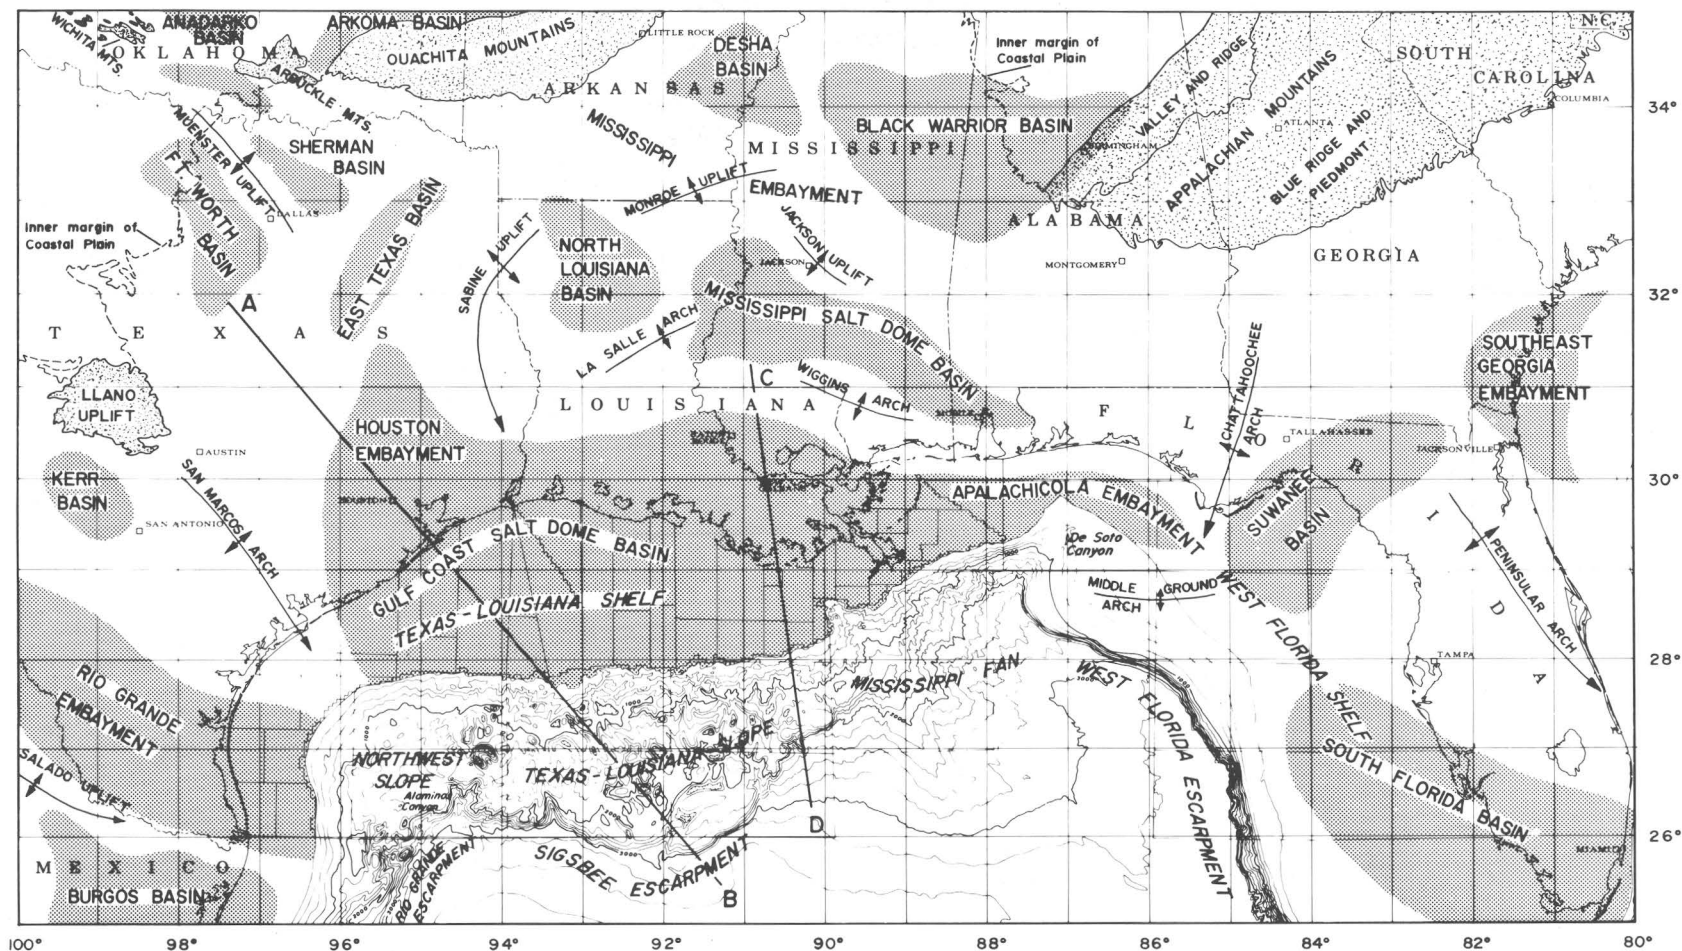 ANADARKO
BASIN
ARKOMA BASIN
WICHITA MTS.
OKLAHOMA
OUACHITA MOUNTAINS
LITTLE ROCK
DESHA
BASIN
Inner margin of
Coastal Plain
N.C.
SOUTH
CAROLINA
COLUMBIA
ARBUCKLE MTS.
ARKANSAS
VALLEY AND RIDGE
APPALACHIAN MOUNTAINS
BLUE RIDGE AND
PIEDMONT
ATLANTA
34°
MUENSTER UPLIFT
SHERMAN
BASIN
MISSISSIPPI
EMBAYMENT
BLACK WARRIOR BASIN
MISSISSIPPI
BIRMINGHAM
FT. WORTH
BASIN
DALLAS
EAST TEXAS BASIN
MONROE UPLIFT
ALABAMA
Inner margin of
Coastal Plain
SABINE UPLIFT
NORTH
LOUISIANA
BASIN
JACKSON
JACKSON UPLIFT
MONTGOMERY
GEORGIA
A
32°
TEXAS
LA SALLE ARCH
MISSISSIPPI SALT DOME BASIN
CHATTAHOOCHEE
ARCH
SOUTHEAST
GEORGIA
EMBAYMENT
LLANO
UPLIFT
C
WIGGINS
ARCH
LOUISIANA
MOBILE
FLORIDA
TALLAHASSEE
JACKSONVILLE
HOUSTON
EMBAYMENT
BATON
ROUGE
AUSTIN
KERR
BASIN
SAN ANTONIO
SAN MARCOS ARCH
HOUSTON
APALACHICOLA EMBAYMENT
SUWANEE
BASIN
30°
GULF COAST SALT DOME BASIN
De Soto
Canyon
PENINSULAR ARCH
TEXAS-LOUISIANA SHELF
MIDDLE GROUND
ARCH
WEST FLORIDA SHELF
TAMPA
28°
RIO GRANDE
EMBAYMENT
MISSISSIPPI FAN
WEST FLORIDA ESCARPMENT
SALADO UPLIFT
NORTHWEST
SLOPE
Alaminos
Canyon
TEXAS-LOUISIANA SLOPE
SOUTH FLORIDA BASIN
D
26°
MEXICO
RIO GRANDE
ESCARPMENT
SIGSBEE ESCARPMENT
MIAMI
BURGOS BASIN
B
100° 98° 96° 94° 92° 90° 88° 86° 84° 82° 80°